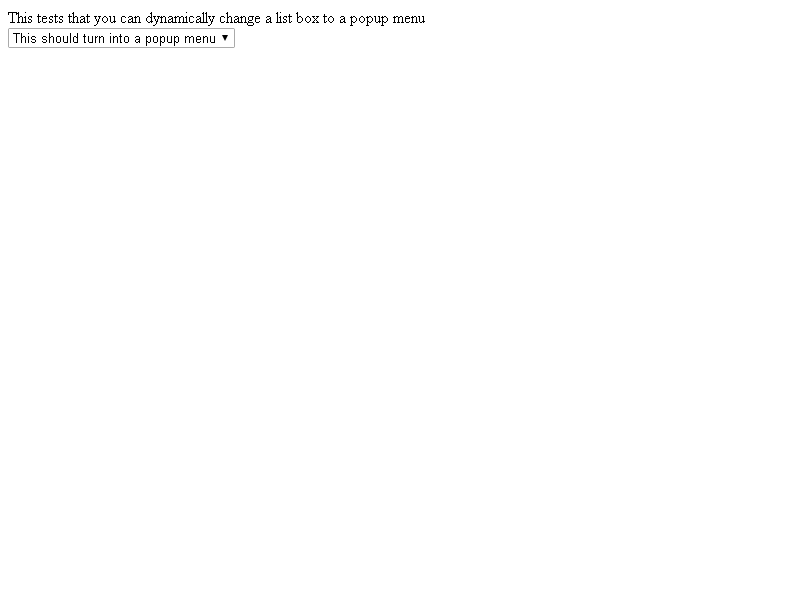 This tests that you can dynamically change a list box to a popup menu
This should turn into a popup menu